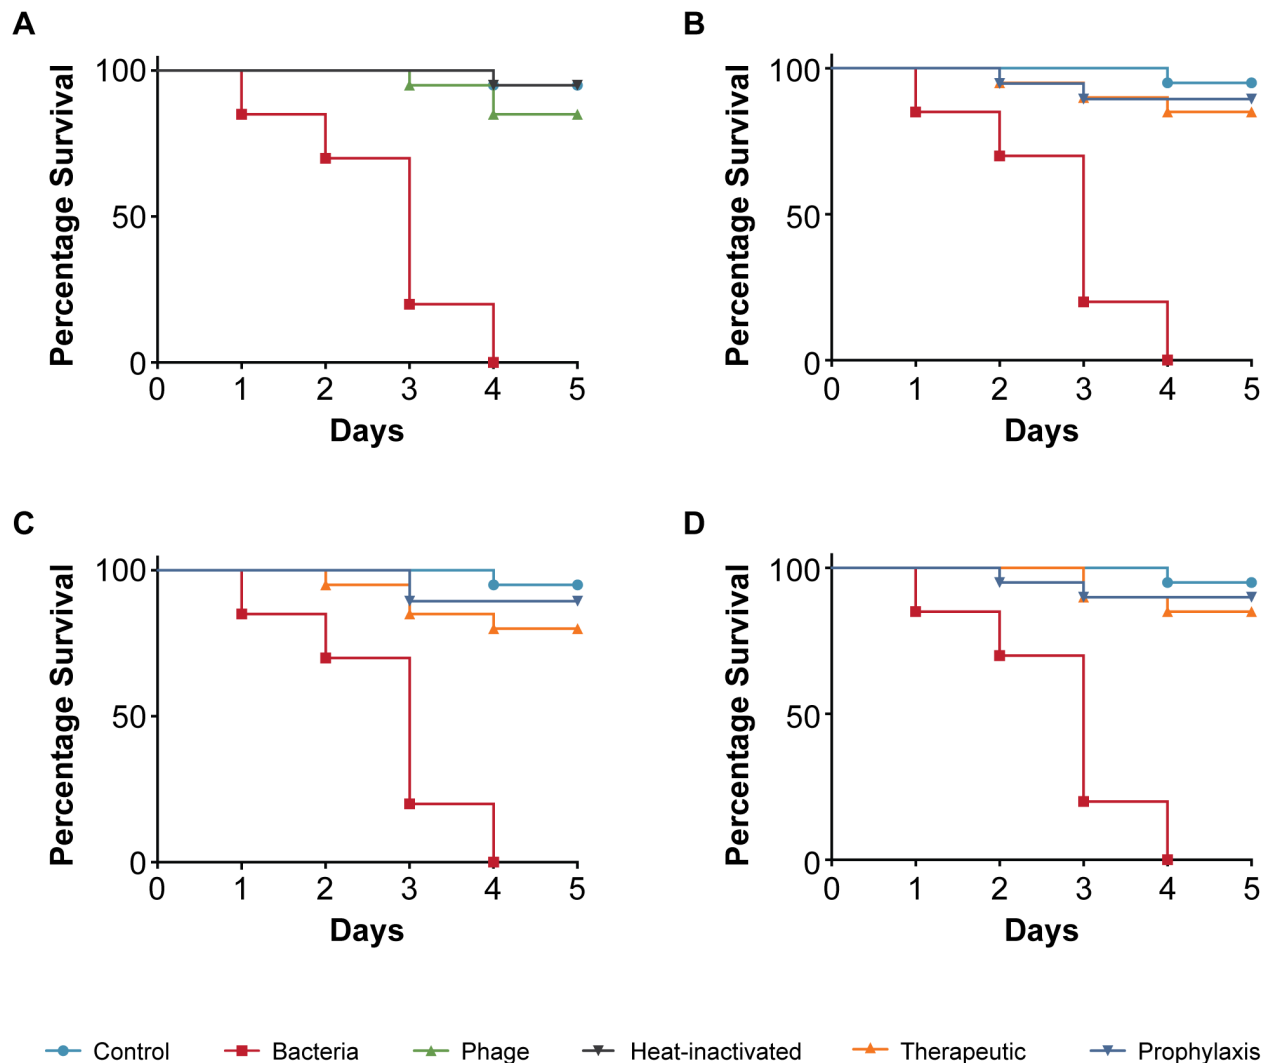 A
Percentage Survival
100
50
0
0 1 2 3 4 5
Days
B
Percentage Survival
100
50
0
0 1 2 3 4 5
Days
C
Percentage Survival
100
50
0
0 1 2 3 4 5
Days
D
Percentage Survival
100
50
0
0 1 2 3 4 5
Days
Control Bacteria Phage Heat-inactivated Therapeutic Prophylaxis